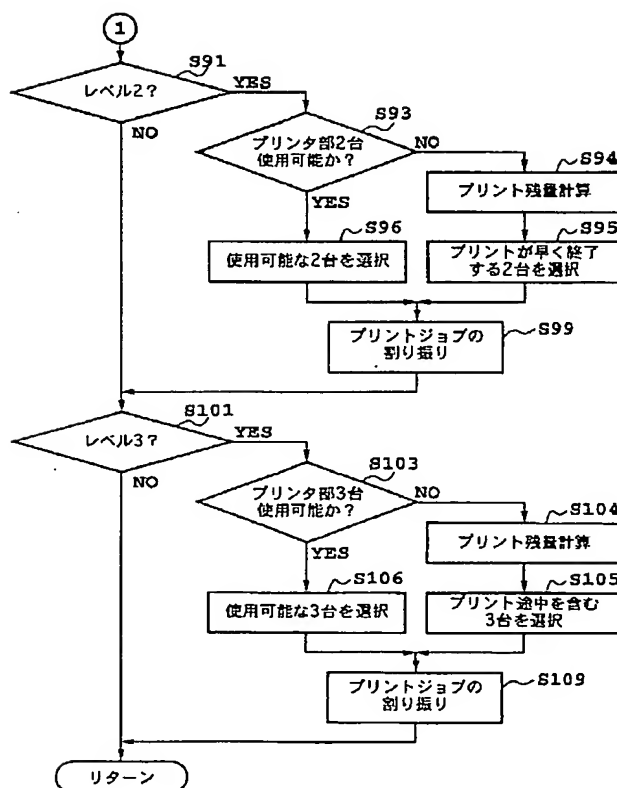 1
S91
レベル2?
YES
NO
S93
プリンタ部2台
使用可能か?
NO
YES
S94
プリント残量計算
S96
使用可能な2台を選択
S95
プリントが早く終了
する2台を選択
S99
プリントジョブの
割り振り
S101
レベル3?
YES
NO
S103
プリンタ部3台
使用可能か?
NO
YES
S104
プリント残量計算
S106
使用可能な3台を選択
S105
プリント途中を含む
3台を選択
S109
プリントジョブの
割り振り
リターン